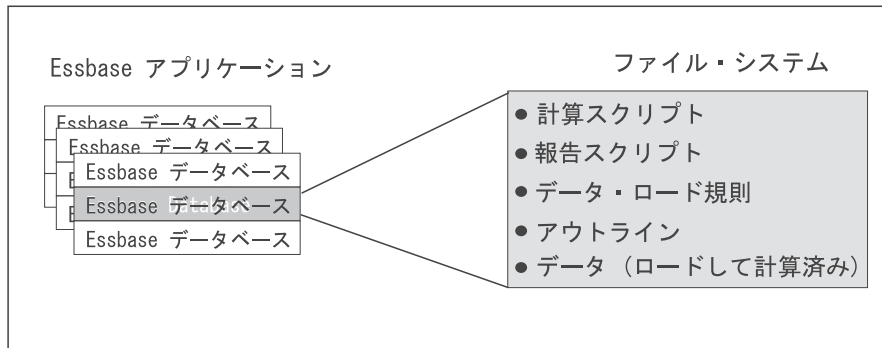 Essbase アプリケーション
Essbase データベース
Essbase データベース
Essbase データベース
Essbase データベース
Essbase データベース
ファイル・システム
● 計算スクリプト
● 報告スクリプト
● データ・ロード規則
● アウトライン
● データ （ロードして計算済み）